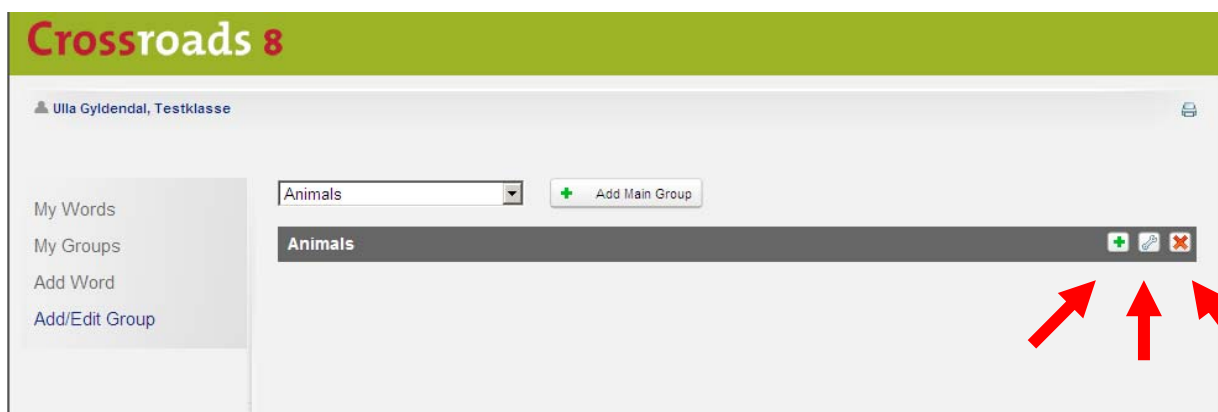 Crossroads 8
Ulla Gyldendal, Testklasse
Animals
Add Main Group
My Words
My Groups
Add Word
Add/Edit Group
Animals